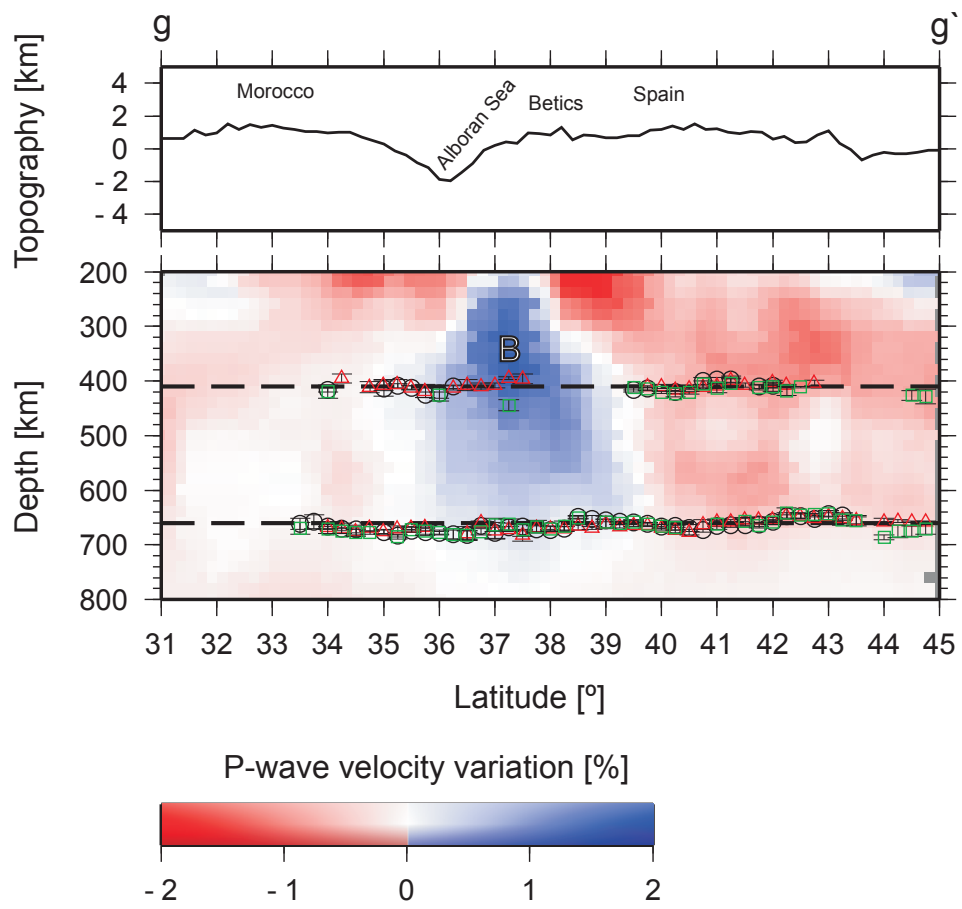 g g`
Topography [km]
4
2
0
- 2
- 4
Morocco
Alboran Sea
Betics
Spain
Depth [km]
200
300
400
500
600
700
800
B
31 32 33 34 35 36 37 38 39 40 41 42 43 44 45
Latitude [º]
P-wave velocity variation [%]
- 2 - 1 0 1 2